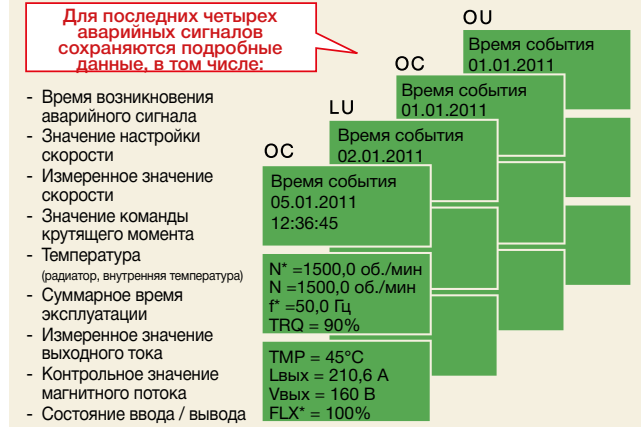 Для последних четырех
аварийных сигналов
сохраняются подробные
данные, в том числе:
- Время возникновения
аварийного сигнала
- Значение настройки
скорости
- Измеренное значение
скорости
- Значение команды
крутящего момента
- Температура
(радиатор, внутренняя температура)
- Суммарное время
эксплуатации
- Измеренное значение
выходного тока
- Контрольное значение
магнитного потока
- Состояние ввода / вывода
OU
Время события
01.01.2011
OC
Время события
01.01.2011
LU
Время события
02.01.2011
OC
Время события
05.01.2011
12:36:45
N* =1500,0 об./мин
N =1500,0 об./мин
f* =50,0 Гц
TRQ = 90%
TMP = 45°C
Lвых = 210,6 А
Vвых = 160 В
FLX* = 100%